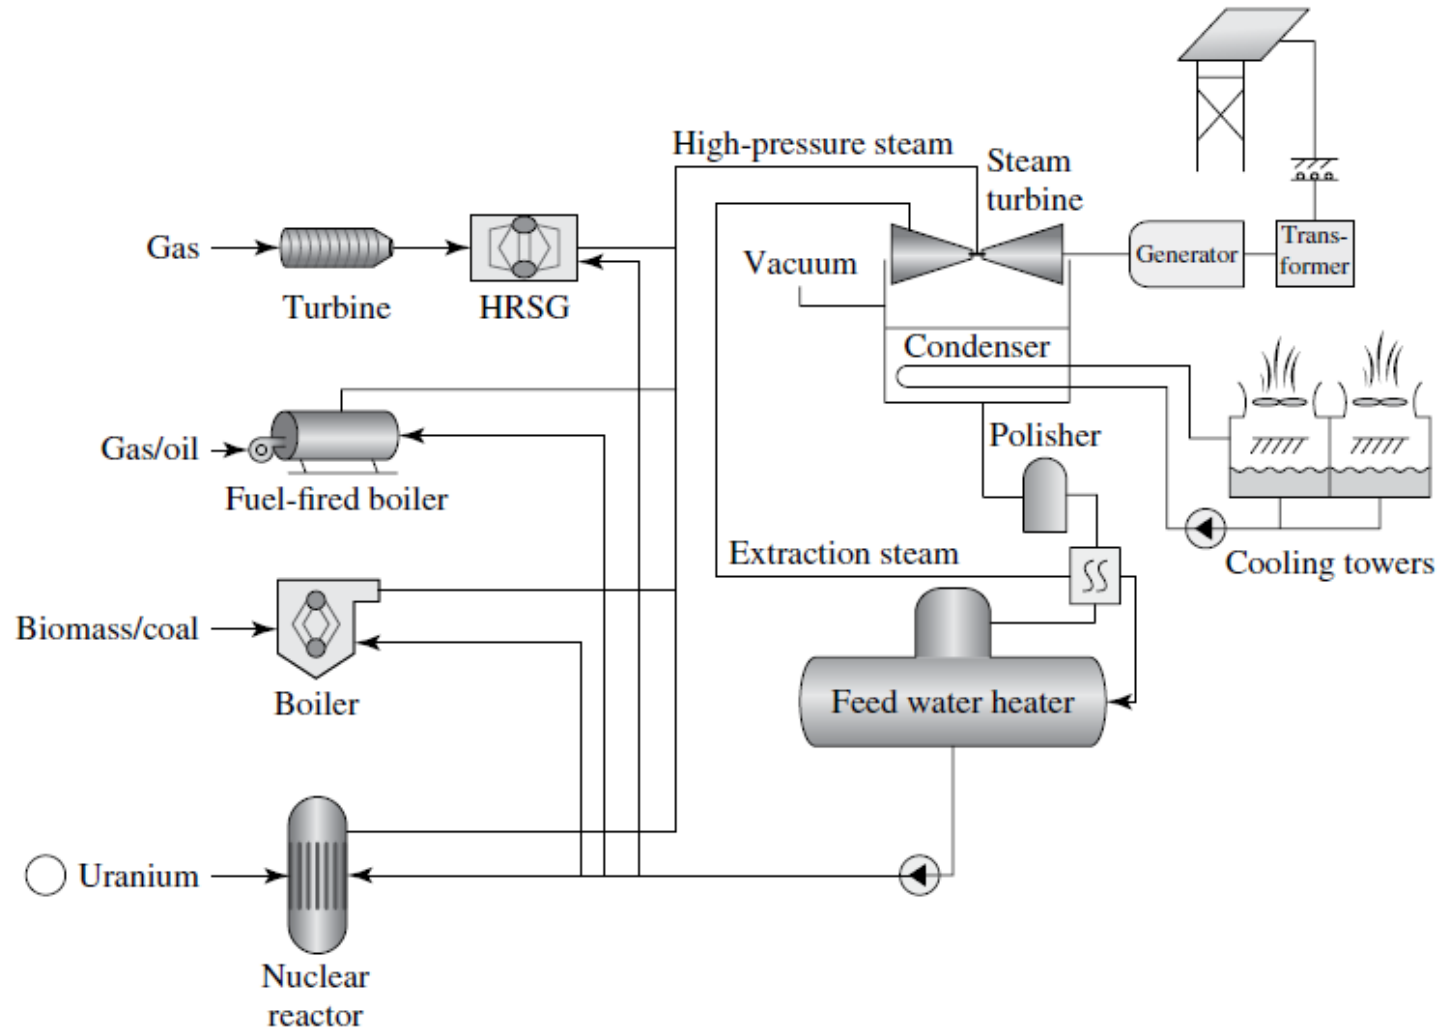 High-pressure steam
Steam
turbine
Gas
Turbine
HRSG
Vacuum
Generator
Trans-
former
Condenser
Gas/oil
Fuel-fired boiler
Polisher
Extraction steam
Cooling towers
Biomass/coal
Boiler
Feed water heater
Uranium
Nuclear
reactor